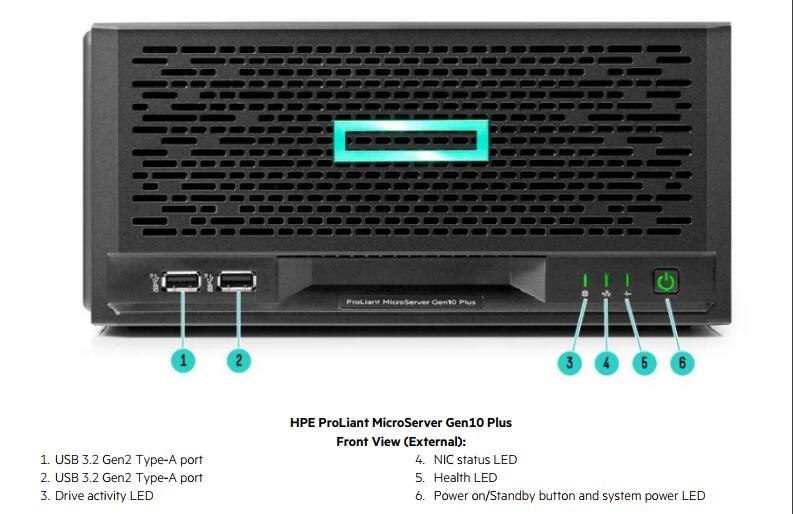 ProLiant MicroServer Gen10 Plus
1
2
3
4
5
6
HPE ProLiant MicroServer Gen10 Plus
Front View (External):
1. USB 3.2 Gen2 Type-A port
2. USB 3.2 Gen2 Type-A port
3. Drive activity LED
4. NIC status LED
5. Health LED
6. Power on/Standby button and system power LED